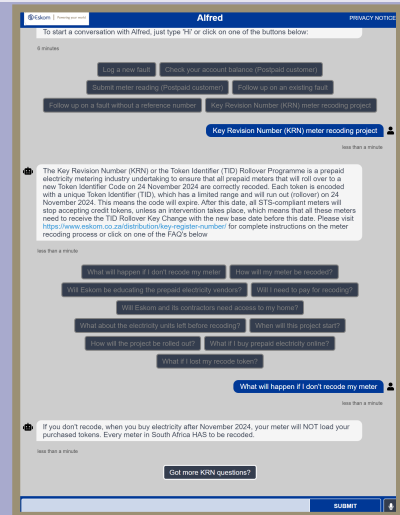 Eskom | Powering your world
Alfred
PRIVACY NOTICE
To start a conversation with Alfred, just type 'Hi' or click on one of the buttons below:
6 minutes
Log a new fault
Check your account balance (Postpaid customer)
Submit meter reading (Postpaid customer)
Follow up on an existing fault
Follow up on a fault without a reference number
Key Revision Number (KRN) meter recoding project
Key Revision Number (KRN) meter recoding project
less than a minute
The Key Revision Number (KRN) or the Token Identifier (TID) Rollover Programme is a prepaid
electricity metering industry undertaking to ensure that all prepaid meters that will roll over to a
new Token Identifier Code on 24 November 2024 are correctly recoded. Each token is encoded
with a unique Token Identifier (TID), which has a limited range and will run out (rollover) on 24
November 2024. This means the code will expire. After this date, all STS-compliant meters will
stop accepting credit tokens, unless an intervention takes place, which means that all these meters
need to receive the TID Rollover Key Change with the new base date before this date. Please visit
https://www.eskom.co.za/distribution/key-register-number/ for complete instructions on the meter
recoding process or click on one of the FAQ's below
less than a minute
What will happen if I don't recode my meter
How will my meter be recoded?
Will Eskom be educating the prepaid electricity vendors?
Will I need to pay for recoding?
Will Eskom and its contractors need access to my home?
What about the electricity units left before recoding?
When will this project start?
How will the project be rolled out?
What if I buy prepaid electricity online?
What if I lost my recode token?
What will happen if I don't recode my meter
less than a minute
If you don't recode, when you buy electricity after November 2024, your meter will NOT load your
purchased tokens. Every meter in South Africa HAS to be recoded.
less than a minute
Got more KRN questions?
SUBMIT